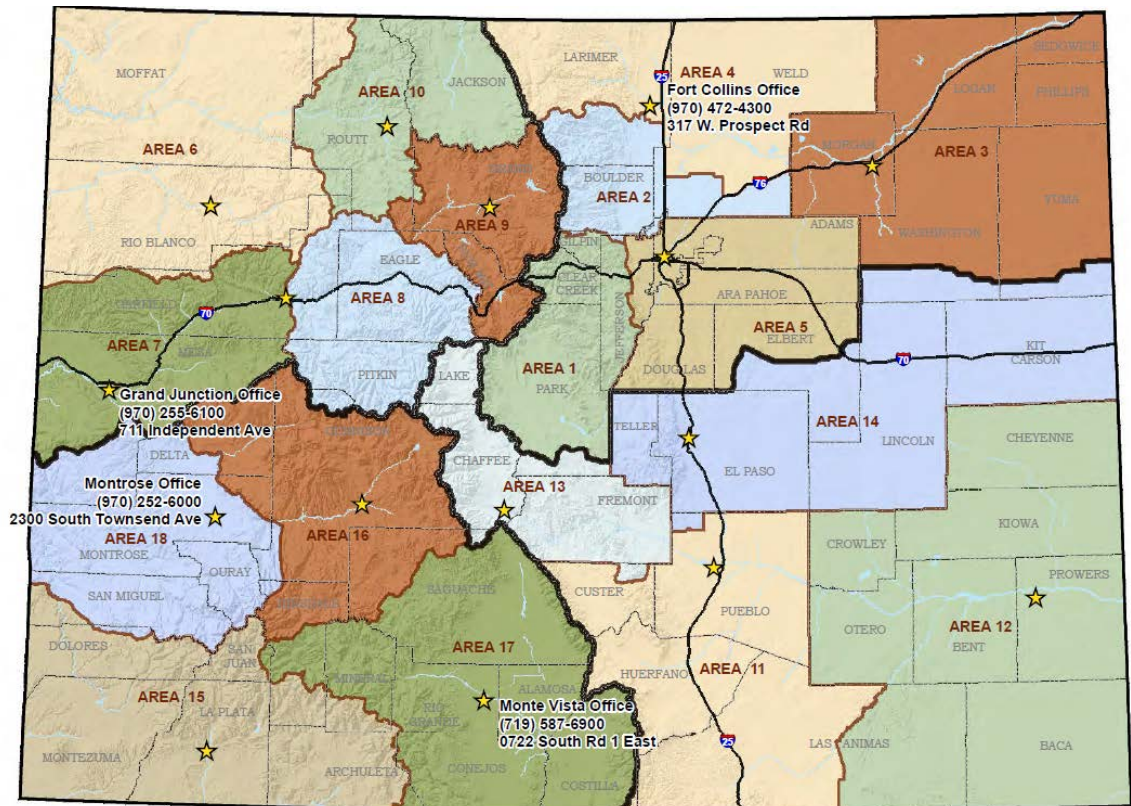 MOFFAT
JACKSON
LARIMER
25
AREA 4
WELD
SEDGWICK
Fort Collins Office
(970) 472-4300
317 W. Prospect Rd
LOGAN
PHILLIPS
AREA 10
ROUTT
AREA 6
MORGAN
AREA 3
BOULDER
AREA 2
76
YUMA
RIO BLANCO
AREA 9
ADAMS
WASHINGTON
EAGLE
GILPIN
CLEAR
CREEK
AREA 8
GARFIELD
70
ARAPAHOE
JEFFERSON
AREA 5
ELBERT
AREA 7
MESA
KIT
CARSON
70
PITKIN
LAKE
AREA 1
PARK
DOUGLAS
Grand Junction Office
(970) 255-6100
711 Independent Ave
AREA 14
TELLER
LINCOLN
CHEYENNE
DELTA
CHAFFEE
EL PASO
Montrose Office
(970) 252-6000
2300 South Townsend Ave
AREA 13
FREMONT
KIOWA
AREA 18
AREA 16
CROWLEY
MONTROSE
OURAY
PROWERS
SAN MIGUEL
SAGUACHE
CUSTER
PUEBLO
OTERO
AREA 12
BENT
DOLORES
SAN
JUAN
AREA 17
HUERFANO
AREA 11
MINERAL
AREA 15
LA PLATA
RIO
GRANDE
ALAMOSA
Monte Vista Office
(719) 587-6900
0722 South Rd 1 East
25
LAS ANIMAS
BACA
MONTEZUMA
ARCHULETA
CONEJOS
COSTILLA